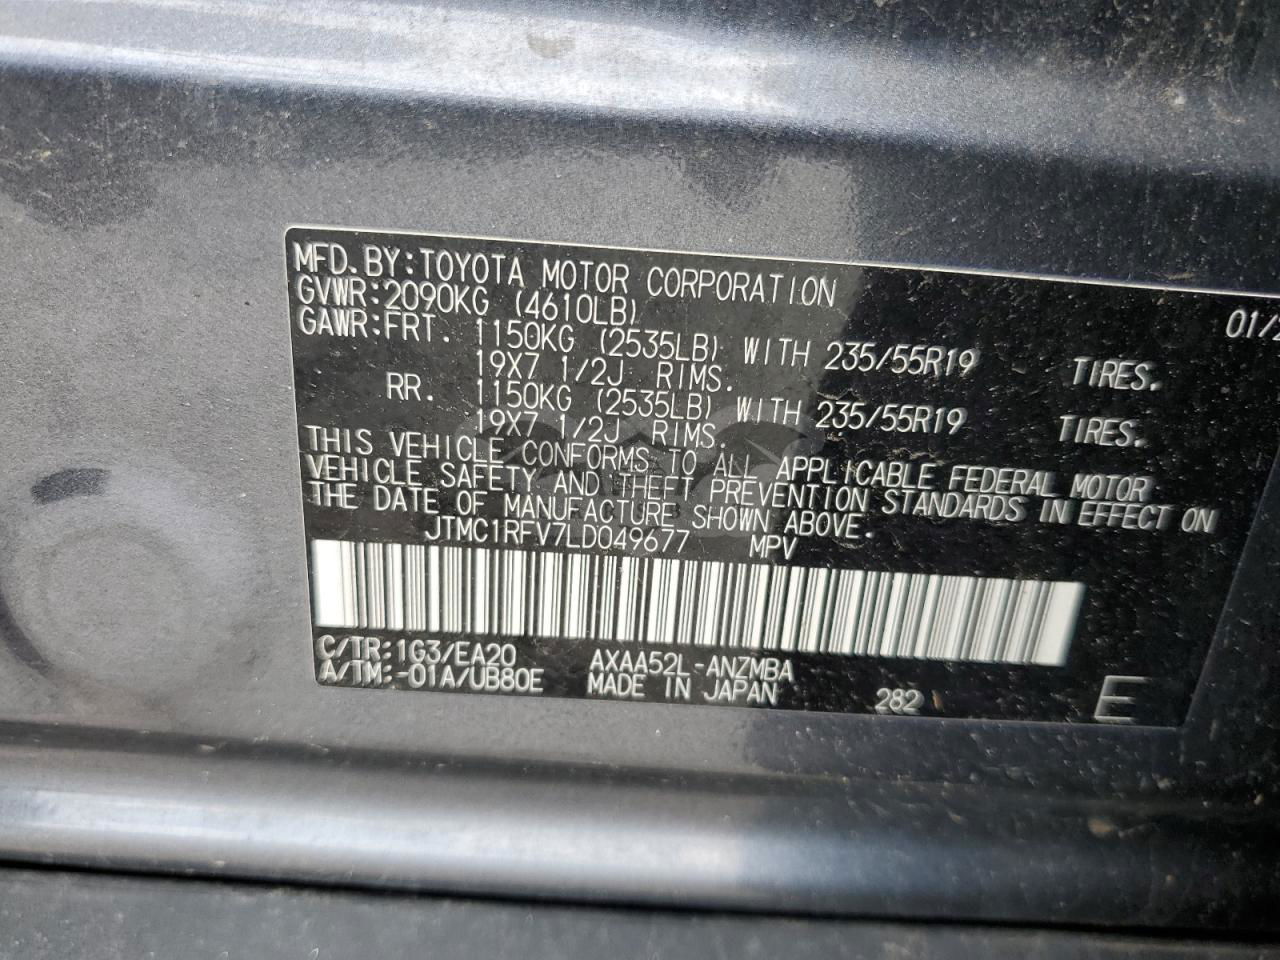 MFD.BY:TOYOTA MOTOR CORPORATION
GVWR:2090KG (4610LB) 01/2
GAWR:FRT. 1150KG (2535LB) WITH 235/55R19 TIRES.
19X7 1/2J RIMS.
RR. 1150KG (2535LB) WITH 235/55R19 TIRES.
19X7 1/2J RIMS.
THIS VEHICLE CONFORMS TO ALL APPLICABLE FEDERAL MOTOR
VEHICLE SAFETY AND THEFT PREVENTION STANDARDS IN EFFECT ON
THE DATE OF MANUFACTURE SHOWN ABOVE.
JTMC1RFV7LD049677 MPV
C/TR:1G3/EA20 AXAA52L-ANZMBA
A/TM:-01A/UB80E MADE IN JAPAN 282 E